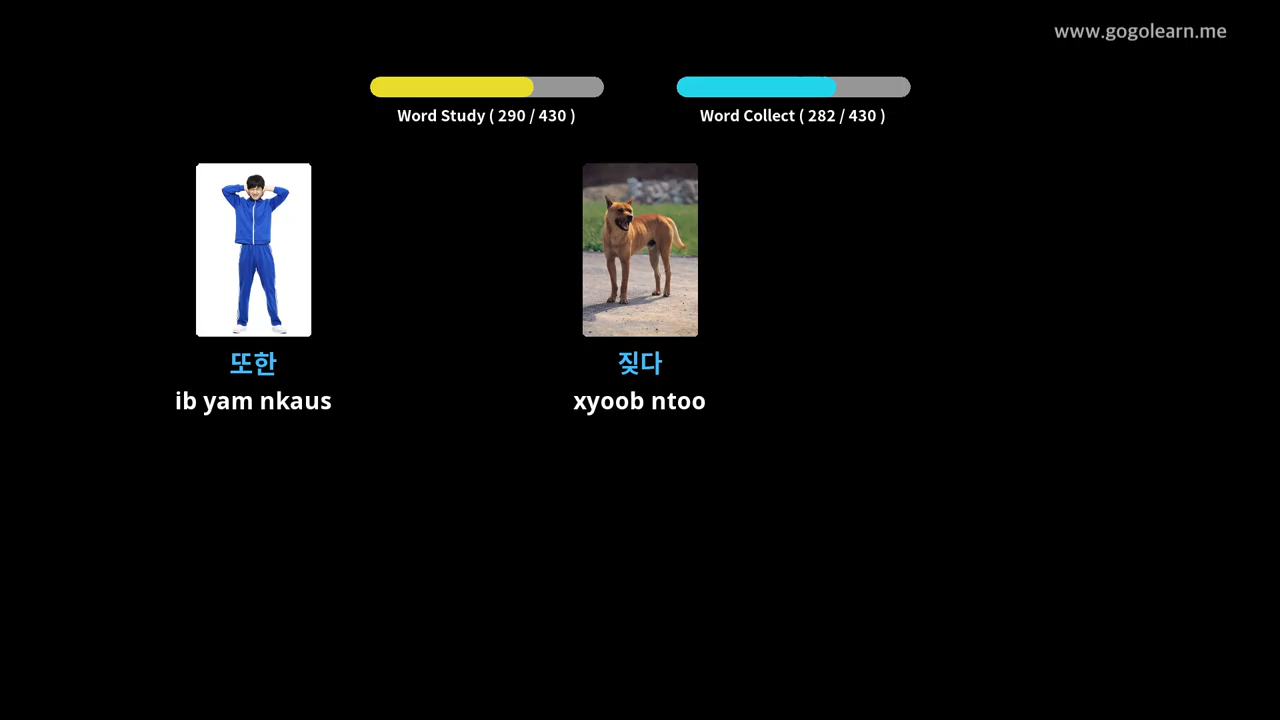 www.gogolearn.me
Word Study ( 290 / 430 )
Word Collect ( 282 / 430 )
또한
ib yam nkaus
짖다
xyoob ntoo